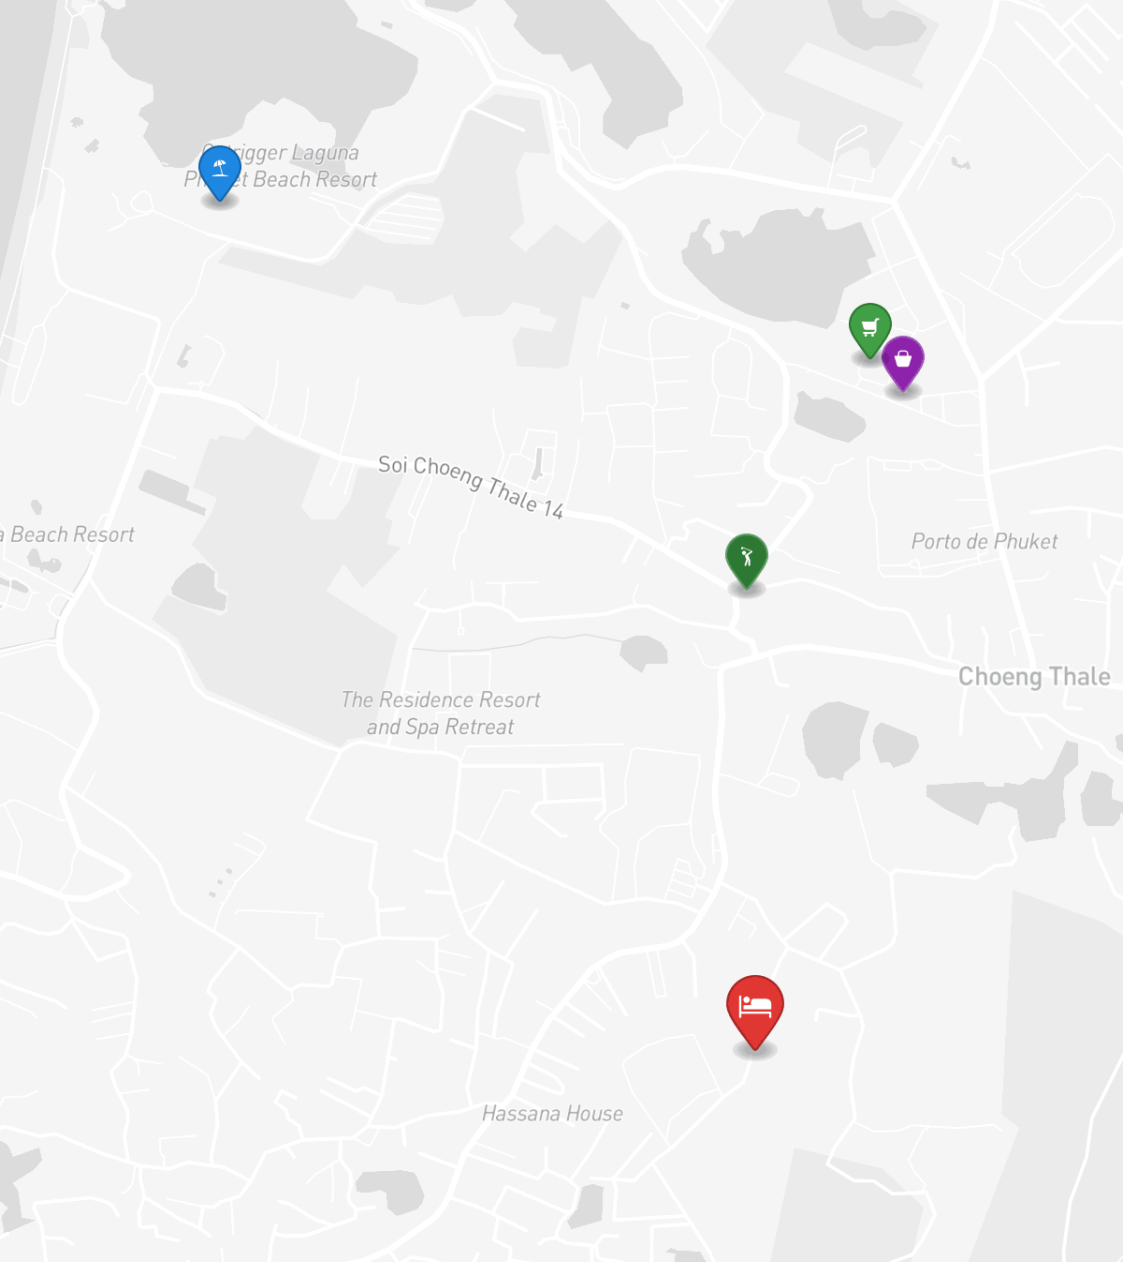 Laguna
Beach Resort
Soi Choeng Thale 14
Beach Resort
Porto de Phuket
Choeng Thale
The Residence Resort
and Spa Retreat
Hassana House